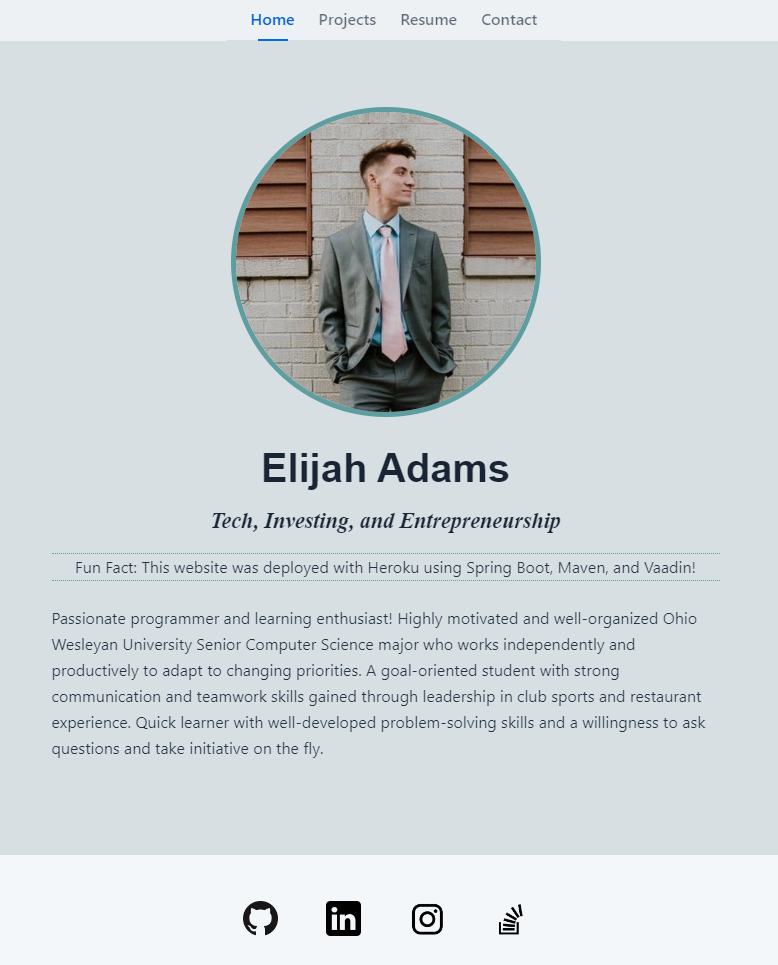 Home Projects Resume Contact
Elijah Adams
Tech, Investing, and Entrepreneurship
Fun Fact: This website was deployed with Heroku using Spring Boot, Maven, and Vaadin!
Passionate programmer and learning enthusiast! Highly motivated and well-organized Ohio
Wesleyan University Senior Computer Science major who works independently and
productively to adapt to changing priorities. A goal-oriented student with strong
communication and teamwork skills gained through leadership in club sports and restaurant
experience. Quick learner with well-developed problem-solving skills and a willingness to ask
questions and take initiative on the fly.
in